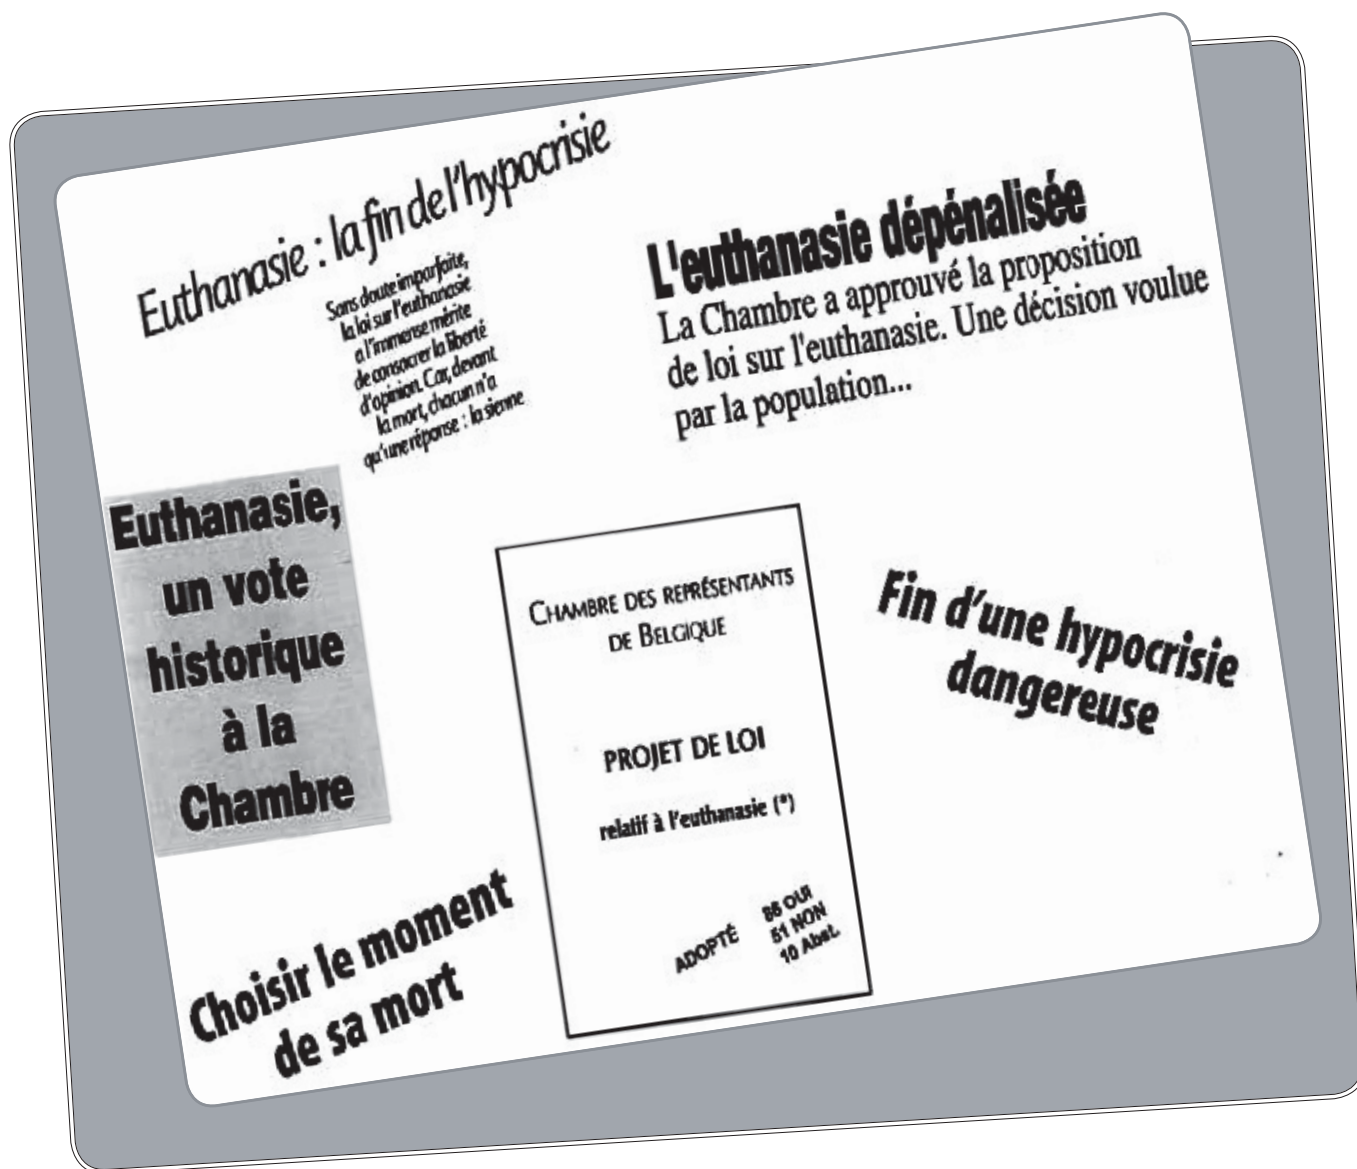 Euthanasie : la fin de l'hypocrisie
Sans doute imparfaite,
la loi sur l'euthanasie
a l'immense mérite
de consacrer la liberté
d'opinion. Car, devant
la mort, chacun n'a
qu'une réponse : la sienne
L'euthanasie dépénalisée
La Chambre a approuvé la proposition
de loi sur l'euthanasie. Une décision voulue
par la population...
Euthanasie,
un vote
historique
à la
Chambre
CHAMBRE DES REPRÉSENTANTS
DE BELGIQUE
PROJET DE LOI
relatif à l'euthanasie (*)
ADOPTÉ
86 OUI
51 NON
10 Abst.
Fin d'une hypocrisie
dangereuse
Choisir le moment
de sa mort